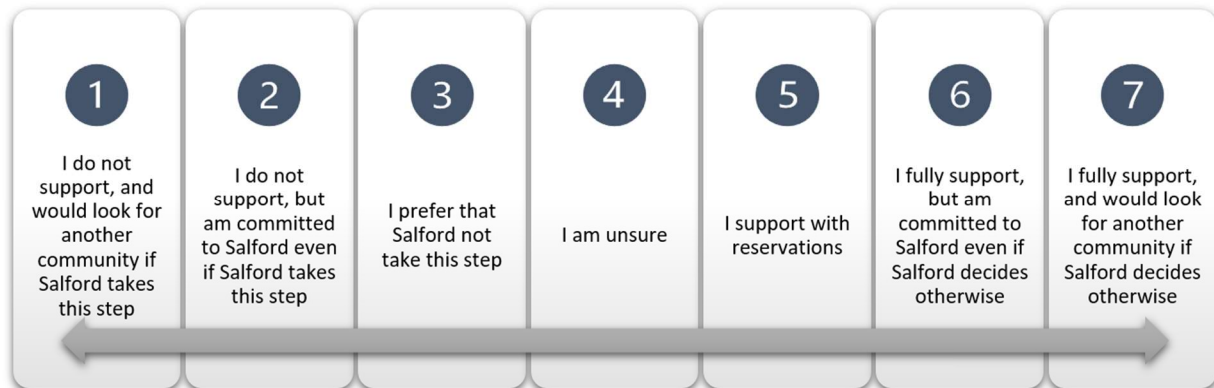 1
I do not
support, and
would look for
another
community if
Salford takes
this step
2
I do not
support, but
am committed
to Salford even
if Salford takes
this step
3
I prefer that
Salford not
take this step
4
I am unsure
5
I support with
reservations
6
I fully support,
but am
committed to
Salford even if
Salford decides
otherwise
7
I fully support,
and would look
for another
community if
Salford decides
otherwise